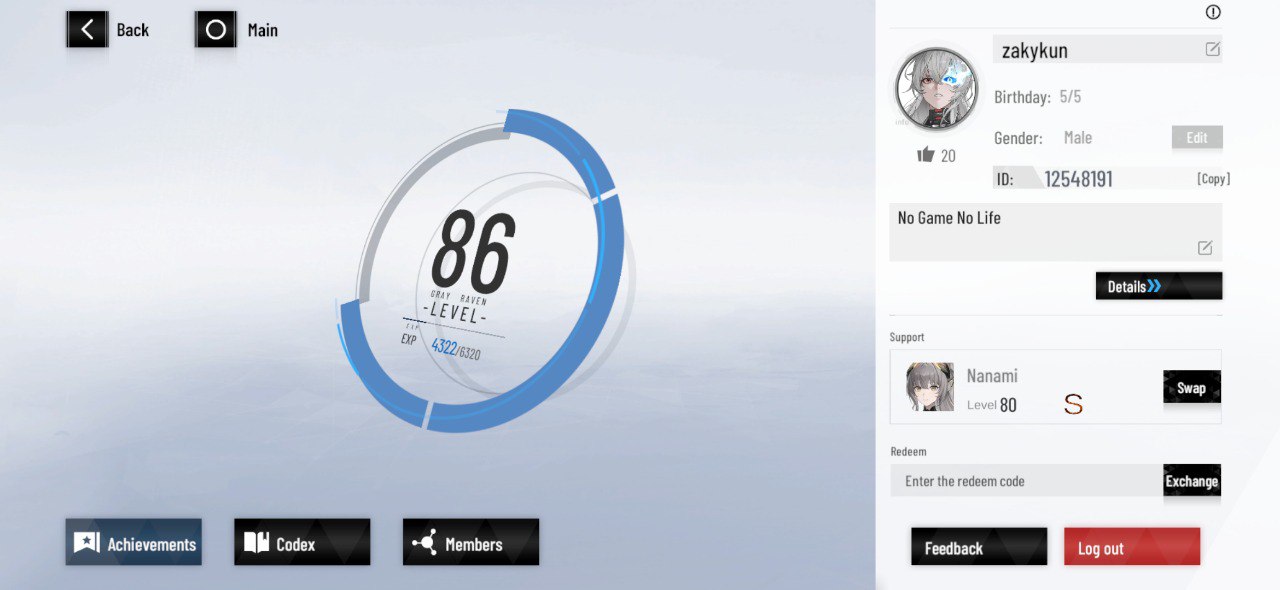 Back
Main
86
GRAY RAVEN
-LEVEL-
EXP
EXP 4322/6320
Achievements
Codex
Members
zakykun
Birthday: 5/5
20
Gender: Male
Edit
ID: 12548191
[Copy]
No Game No Life
Details
Support
Nanami
Level 80
S
Swap
Redeem
Enter the redeem code
Exchange
Feedback
Log out